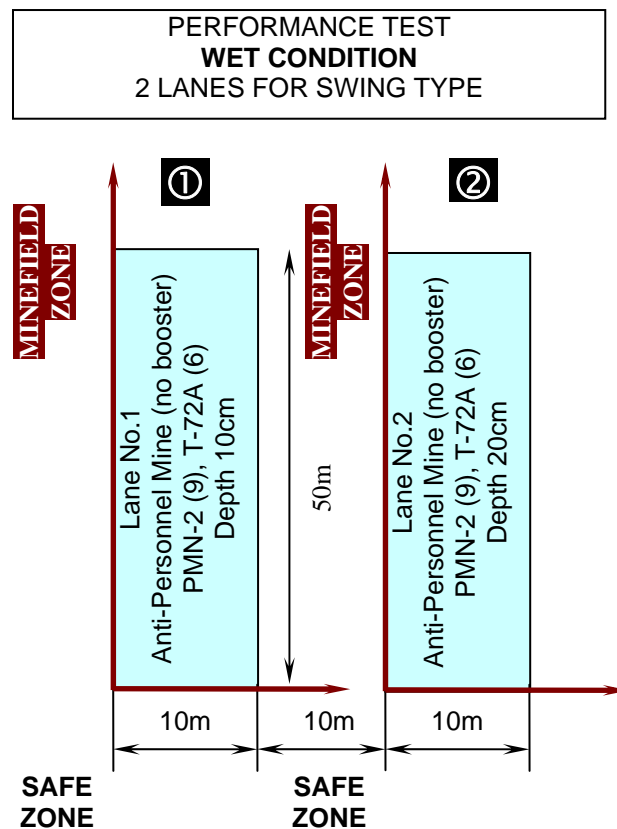 PERFORMANCE TEST
WET CONDITION
2 LANES FOR SWING TYPE
①
②
MINEFIELD
ZONE
MINEFIELD
ZONE
Lane No.1
Anti-Personnel Mine (no booster)
PMN-2 (9), T-72A (6)
Depth 10cm
50m
Lane No.2
Anti-Personnel Mine (no booster)
PMN-2 (9), T-72A (6)
Depth 20cm
10m
10m
10m
SAFE
ZONE
SAFE
ZONE